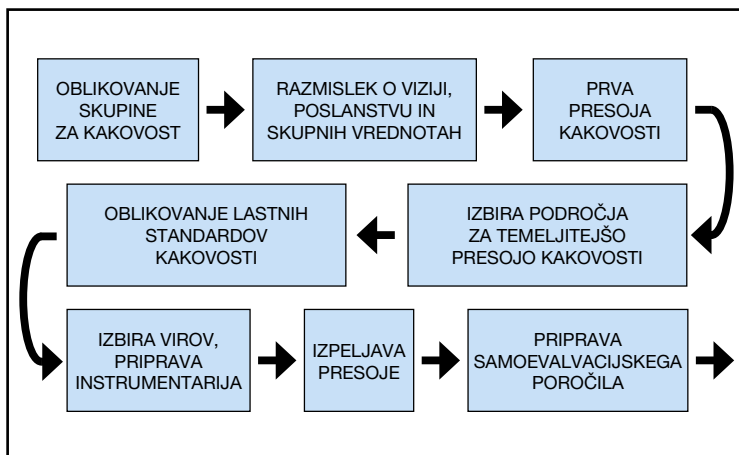 OBLIKOVANJE
SKUPINE
ZA KAKOVOST
RAZMISLEK O VIZIJI,
POSLANSTVU IN
SKUPNIH VREDNOTAH
PRVA
PRESOJA
KAKOVOSTI
IZBIRA PODROČJA
ZA TEMELJITEJŠO
PRESOJO KAKOVOSTI
OBLIKOVANJE LASTNIH
STANDARDOV
KAKOVOSTI
IZBIRA VIROV,
PRIPRAVA
INSTRUMENTARIJA
IZPELJAVA
PRESOJE
PRIPRAVA
SAMOEVALVACIJSKEGA
POROČILA